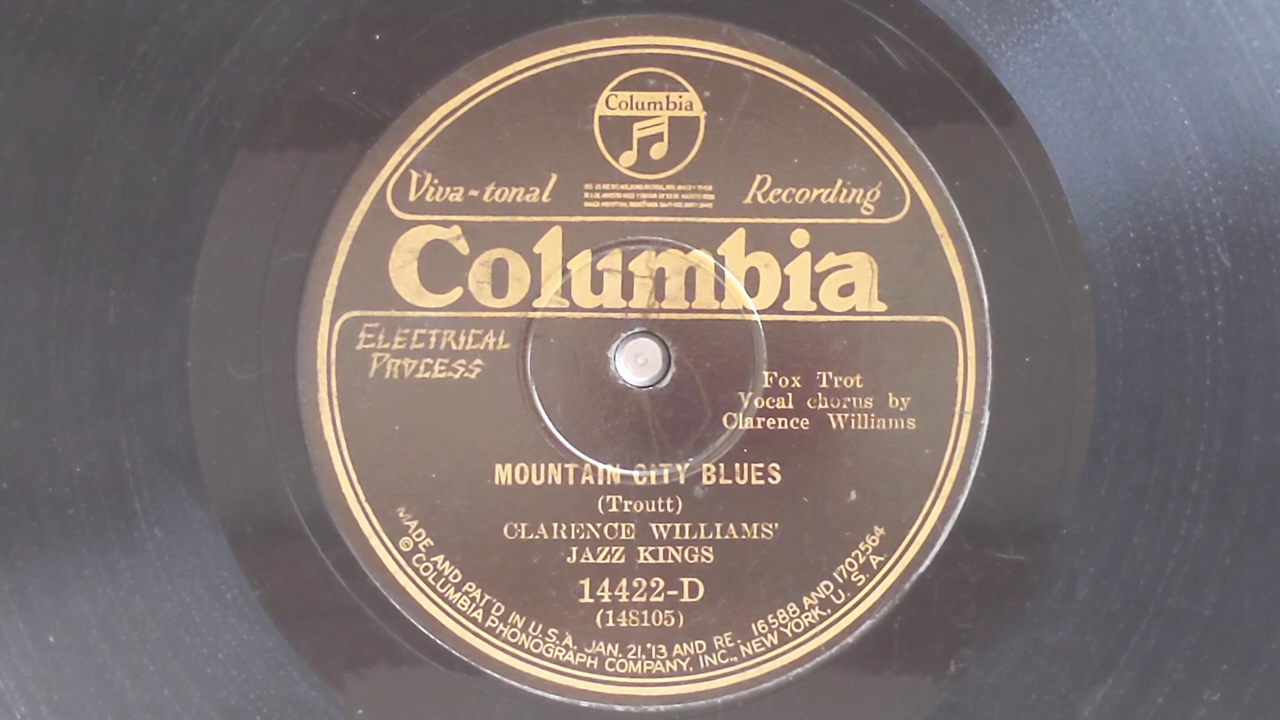 Columbia
Viva-tonal Recording
Columbia
ELECTRICAL
PROCESS
Fox Trot
Vocal chorus by
Clarence Williams
MOUNTAIN CITY BLUES
(Troutt)
CLARENCE WILLIAMS'
JAZZ KINGS
14422-D
(148105)
MADE AND PAT'D IN U.S.A. JAN. 21,'13 AND RE. 16588 AND 1702564
© COLUMBIA PHONOGRAPH COMPANY, INC., NEW YORK, U. S. A.